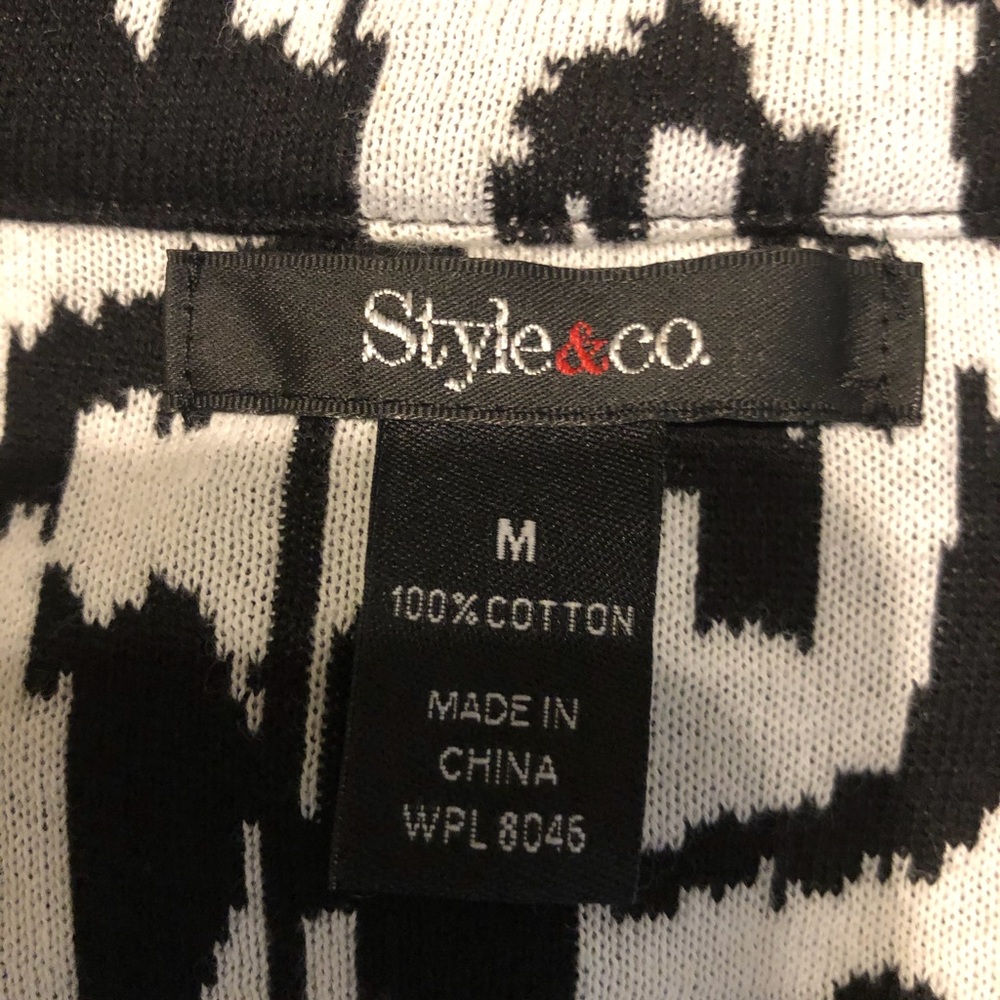 Style&co.
M
100% COTTON
MADE IN
CHINA
WPL 8046